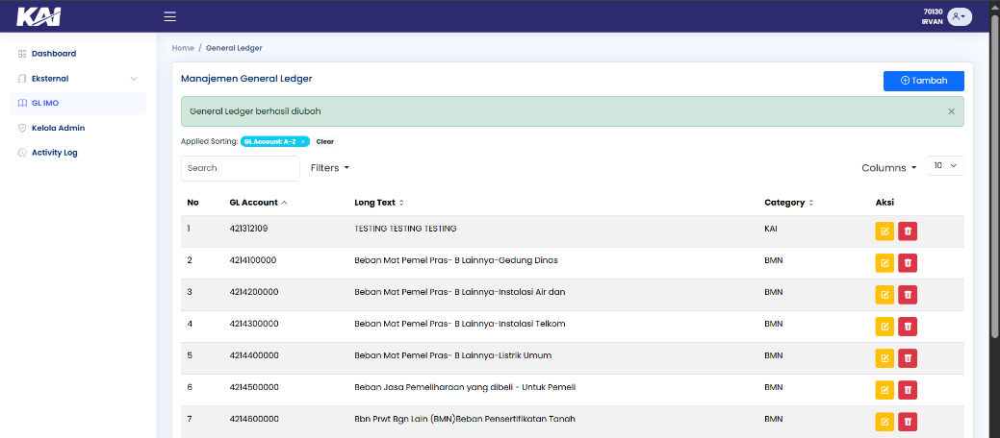 KAI
70130
IRVAN
Dashboard
Eksternal
GL IMO
Kelola Admin
Activity Log
Home / General Ledger
Manajemen General Ledger
Tambah
General Ledger berhasil diubah
Applied Sorting: GL Account: A-Z × Clear
Search
Filters
Columns
10
No GL Account Long Text Category Aksi
1 421312109 TESTING TESTING TESTING KAI
2 4214100000 Beban Mat Pemel Pras- B Lainnya-Gedung Dinas BMN
3 4214200000 Beban Mat Pemel Pras- B Lainnya-Instalasi Air dan BMN
4 4214300000 Beban Mat Pemel Pras- B Lainnya-Instalasi Telkom BMN
5 4214400000 Beban Mat Pemel Pras- B Lainnya-Listrik Umum BMN
6 4214500000 Beban Jasa Pemeliharaan yang dibeli - Untuk Pemeli BMN
7 4214600000 Bbn Prwt Bgn Lain (BMN)Beban Pensertifikatan Tanah BMN